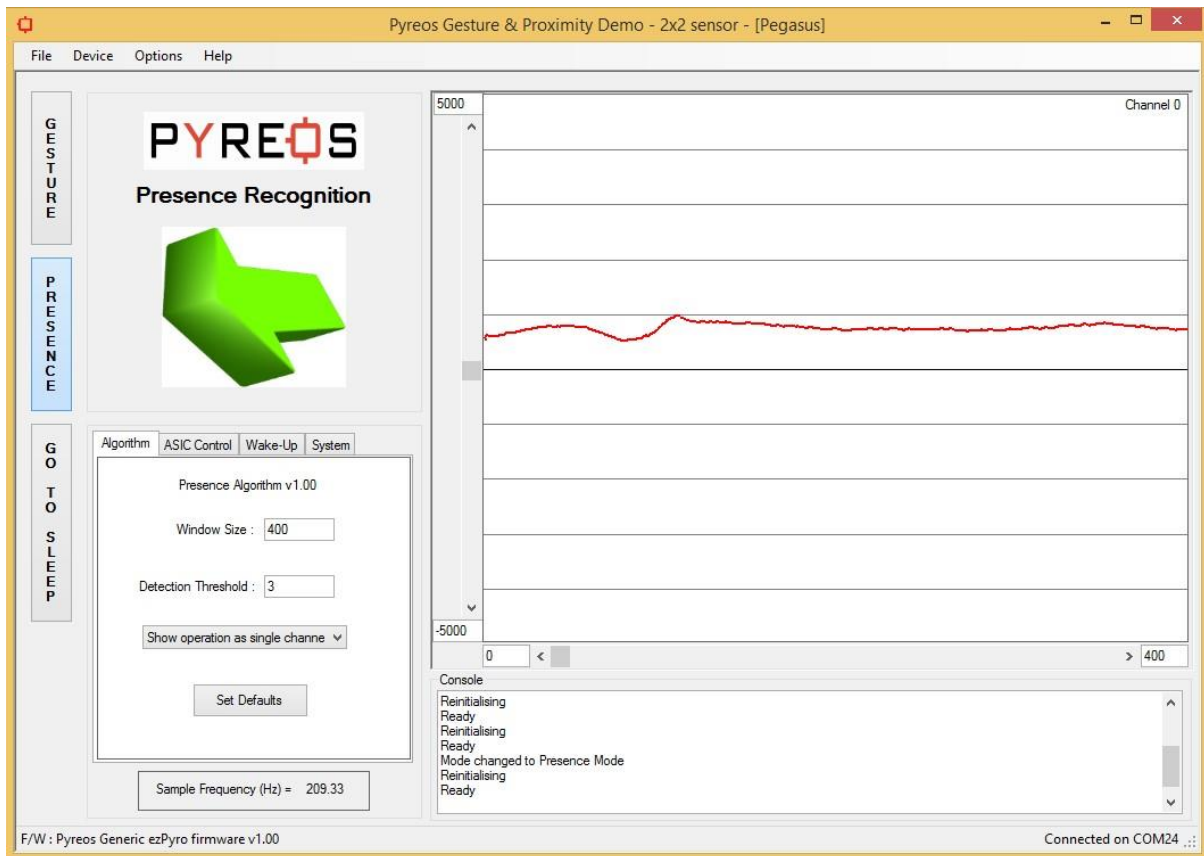 Pyreos Gesture & Proximity Demo - 2x2 sensor - [Pegasus]
File Device Options Help
GESTURE
PRESENCE
GO TO SLEEP
PYREOS
Presence Recognition
Algorithm ASIC Control Wake-Up System
Presence Algorithm v1.00
Window Size : 400
Detection Threshold : 3
Show operation as single channe
Set Defaults
Sample Frequency (Hz) = 209.33
5000
Channel 0
-5000
0 400
Console
Reinitialising
Ready
Reinitialising
Ready
Mode changed to Presence Mode
Reinitialising
Ready
F/W : Pyreos Generic ezPyro firmware v1.00
Connected on COM24